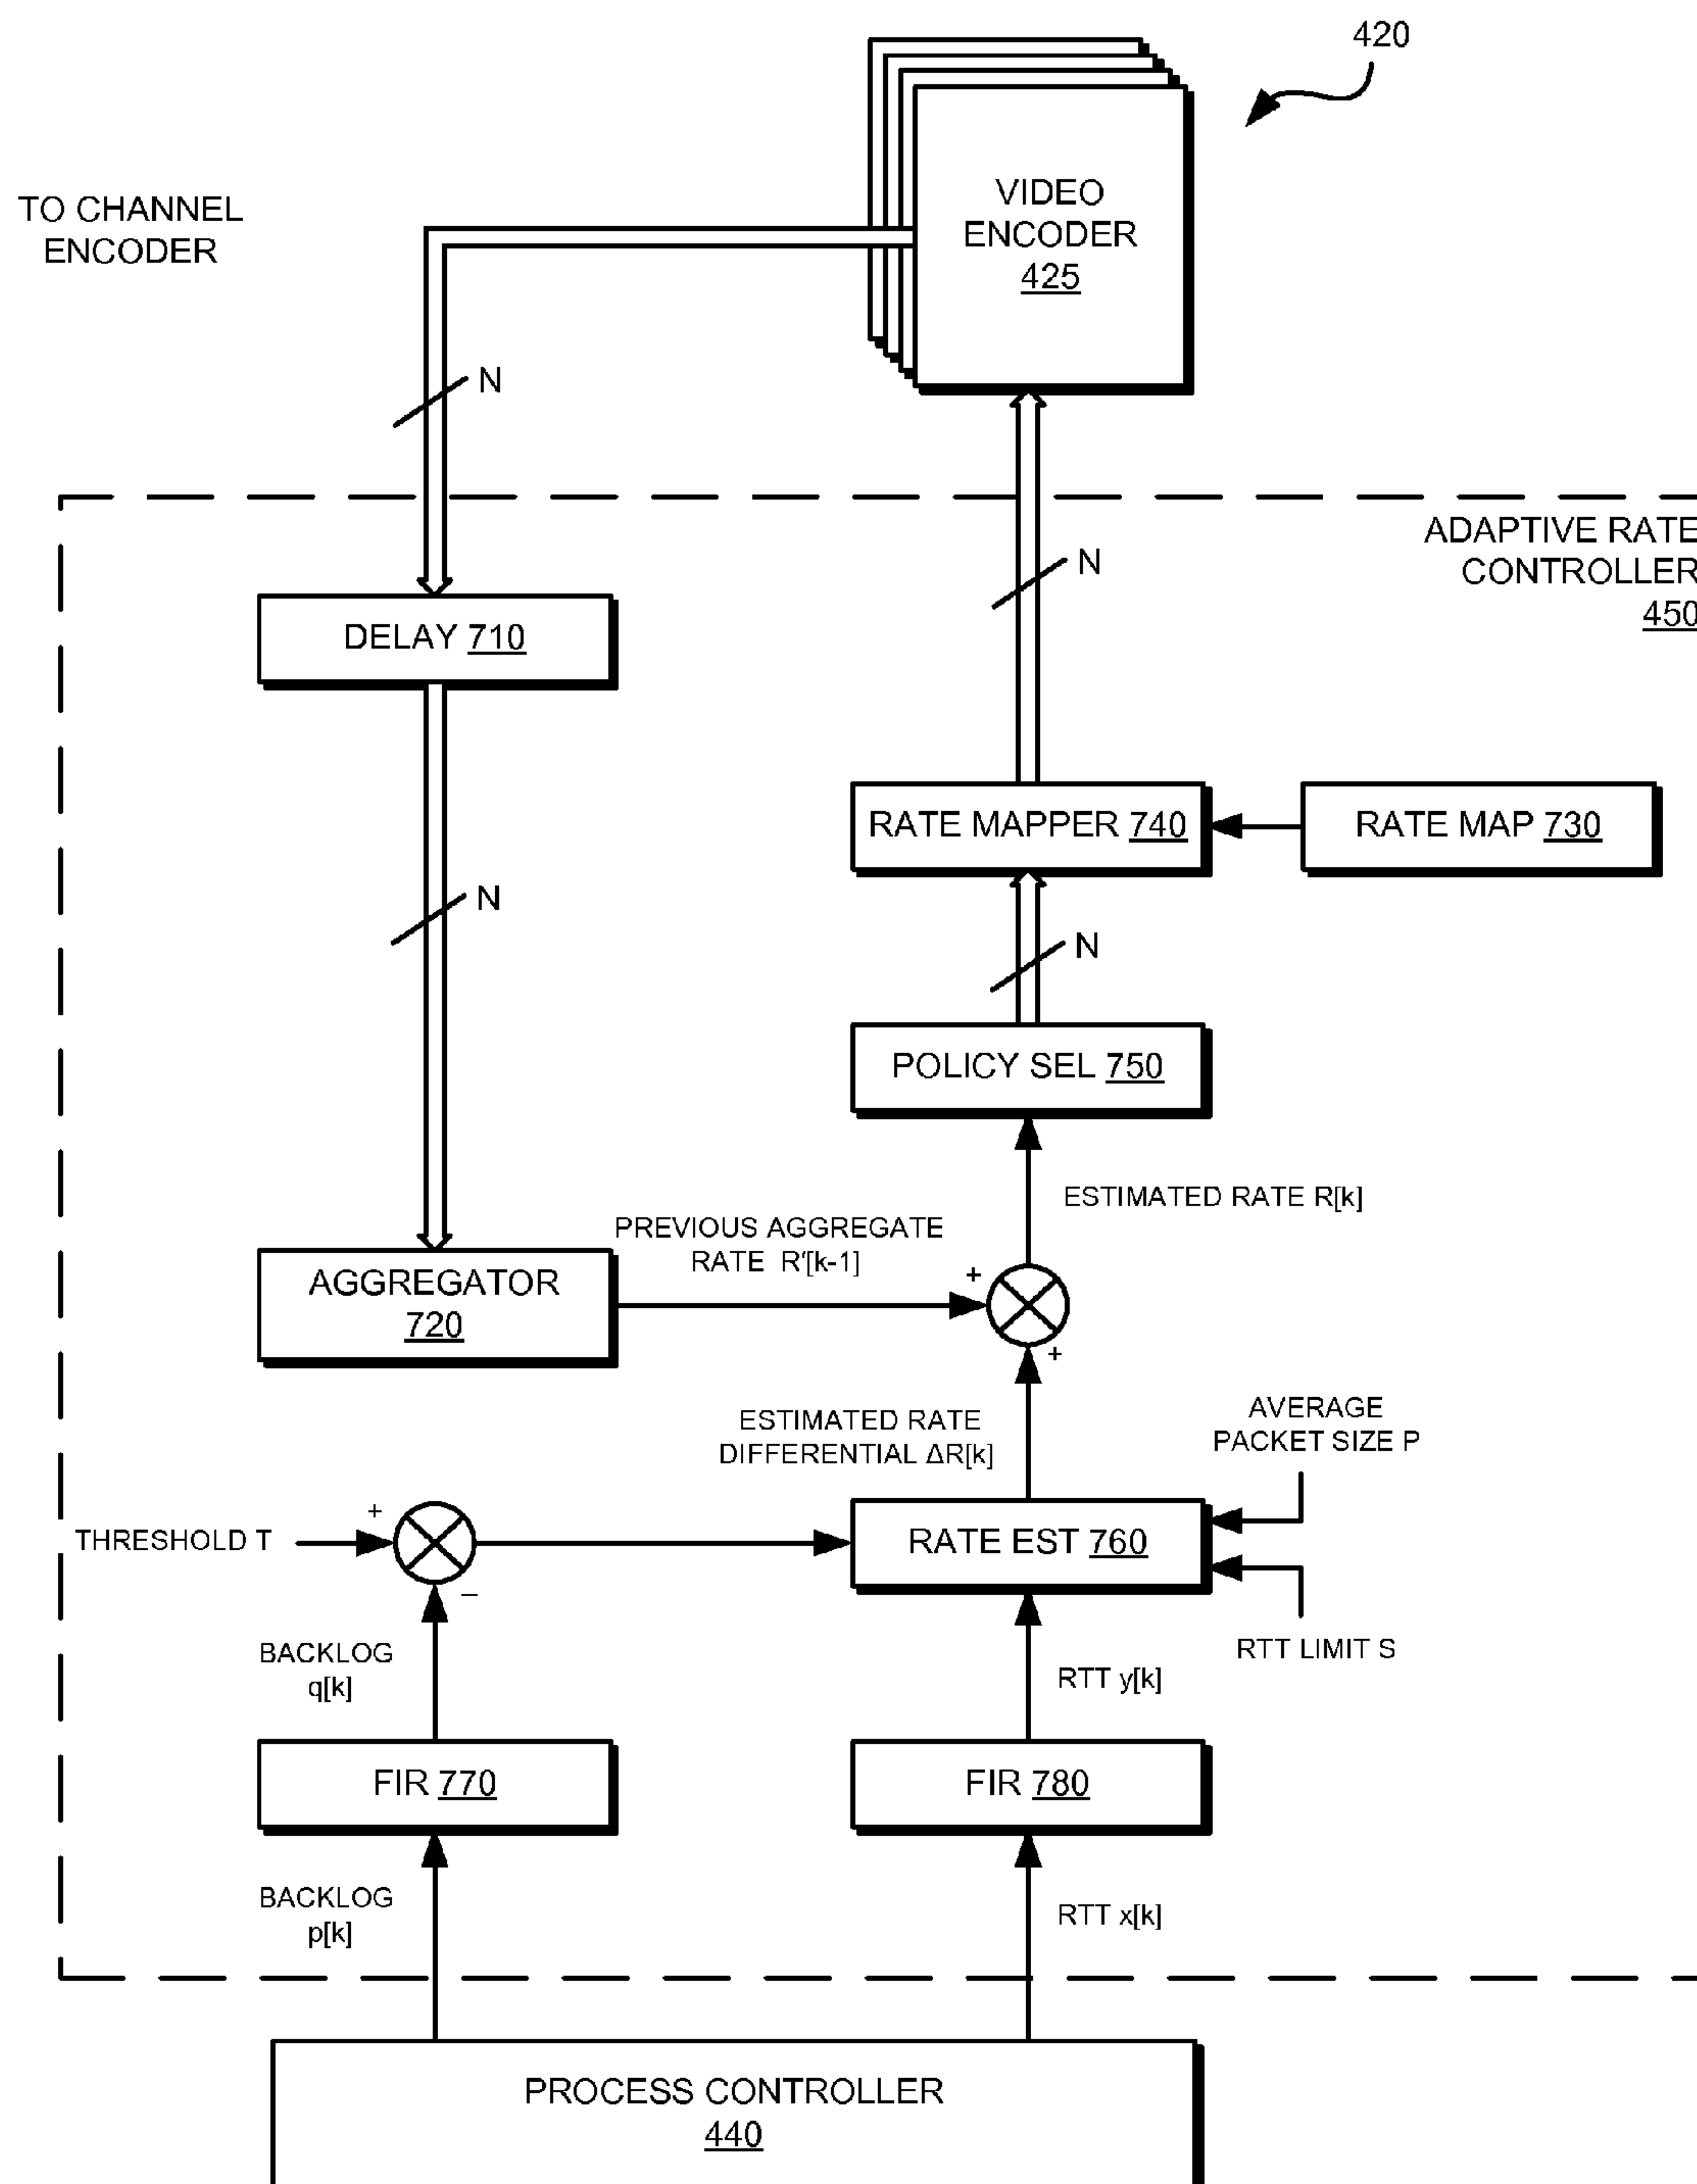 420
VIDEO
ENCODER
425
TO CHANNEL
ENCODER
N
ADAPTIVE RATE
CONTROLLER
450
N
DELAY 710
RATE MAPPER 740
RATE MAP 730
N
N
POLICY SEL 750
ESTIMATED RATE R[k]
PREVIOUS AGGREGATE
RATE R'[k-1]
AGGREGATOR
720
+
+
ESTIMATED RATE
DIFFERENTIAL ΔR[k]
AVERAGE
PACKET SIZE P
THRESHOLD T
+
–
RATE EST 760
RTT LIMIT S
BACKLOG
q[k]
RTT y[k]
FIR 770
FIR 780
BACKLOG
p[k]
RTT x[k]
PROCESS CONTROLLER
440